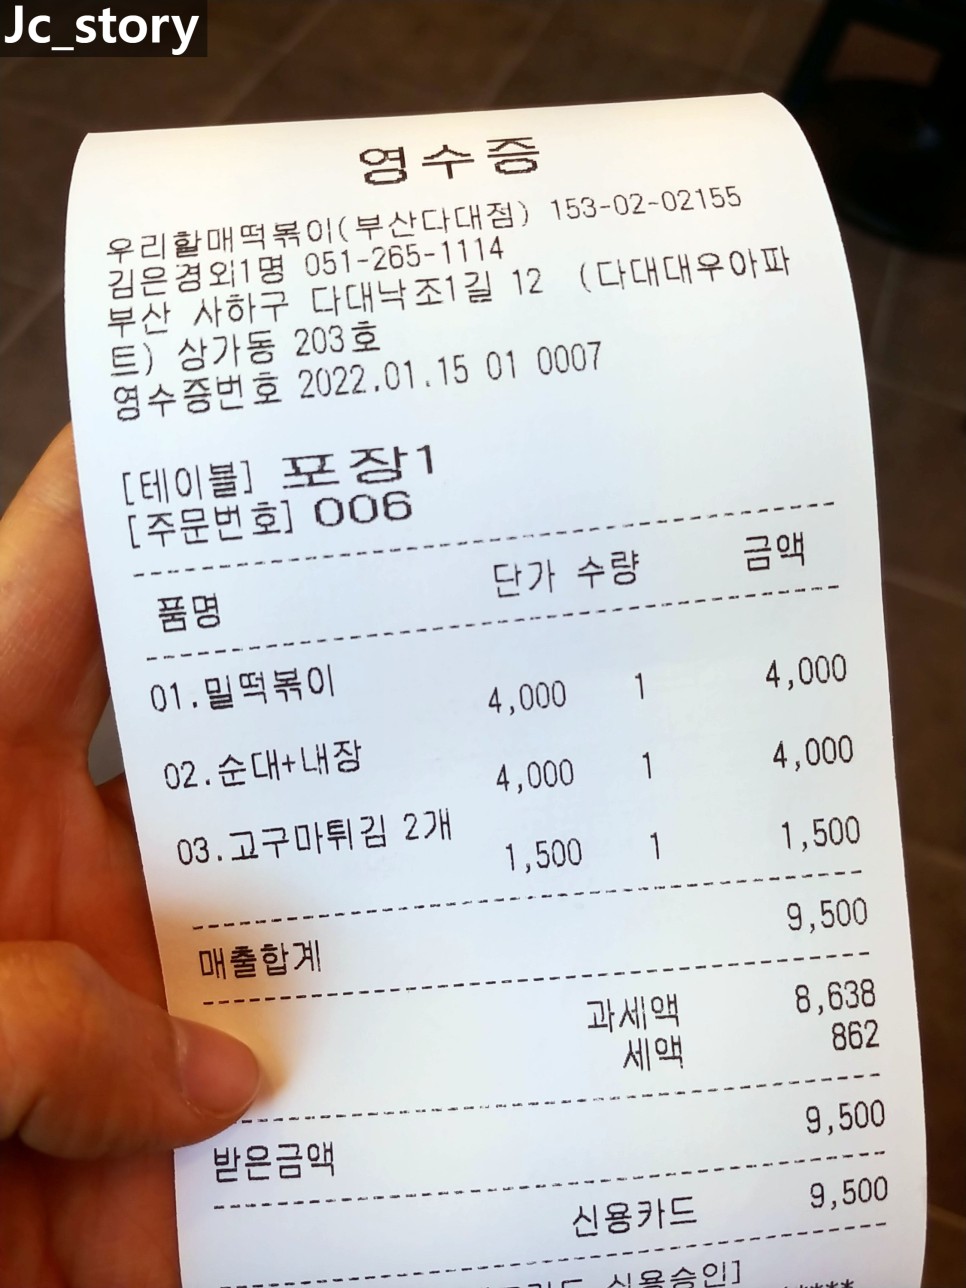 Jc_story
영수증
우리할매떡볶이(부산다대점) 153-02-02155
김은경외1명 051-265-1114
부산 사하구 다대낙조1길 12 (다대대우아파
트) 상가동 203호
영수증번호 2022.01.15 01 0007
[테이블] 포장1
[주문번호] 006
품명 단가 수량 금액
01.밀떡볶이 4,000 1 4,000
02.순대+내장 4,000 1 4,000
03.고구마튀김 2개 1,500 1 1,500
매출합계 9,500
과세액 8,638
세액 862
받은금액 9,500
신용카드 9,500
신용승인]